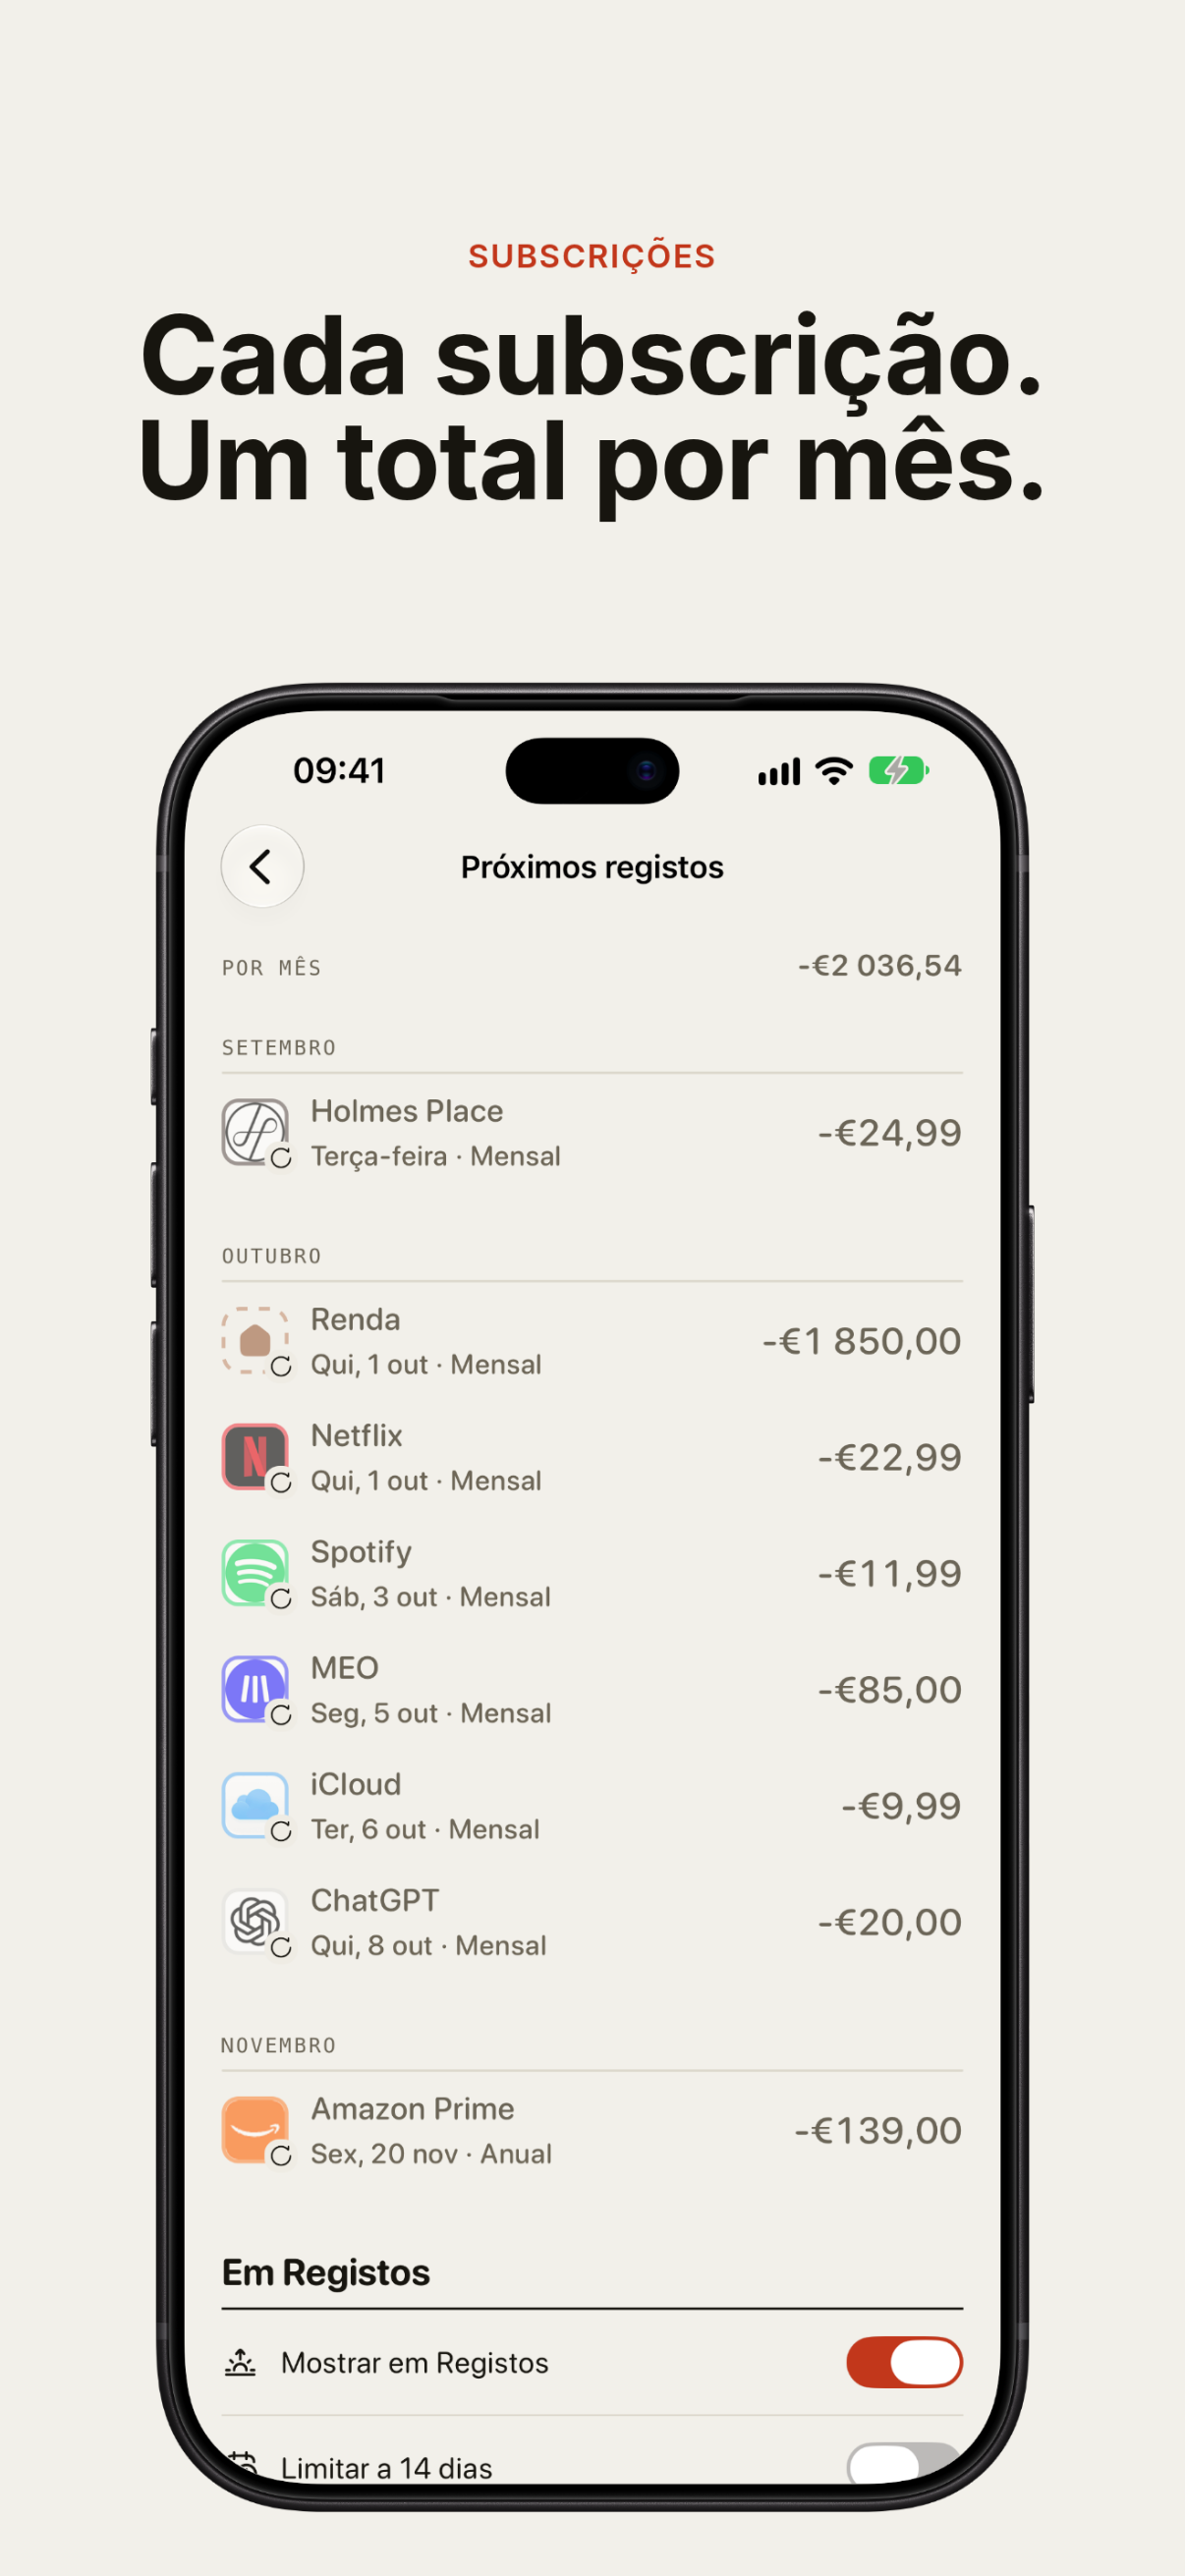 SUBSCRIÇÕES
Cada subscrição.
Um total por mês.
09:41
Próximos registos
POR MÊS -€2 036,54
SETEMBRO
Holmes Place
Terça-feira · Mensal
-€24,99
OUTUBRO
Renda
Qui, 1 out · Mensal
-€1 850,00
Netflix
Qui, 1 out · Mensal
-€22,99
Spotify
Sáb, 3 out · Mensal
-€11,99
MEO
Seg, 5 out · Mensal
-€85,00
iCloud
Ter, 6 out · Mensal
-€9,99
ChatGPT
Qui, 8 out · Mensal
-€20,00
NOVEMBRO
Amazon Prime
Sex, 20 nov · Anual
-€139,00
Em Registos
Mostrar em Registos
Limitar a 14 dias